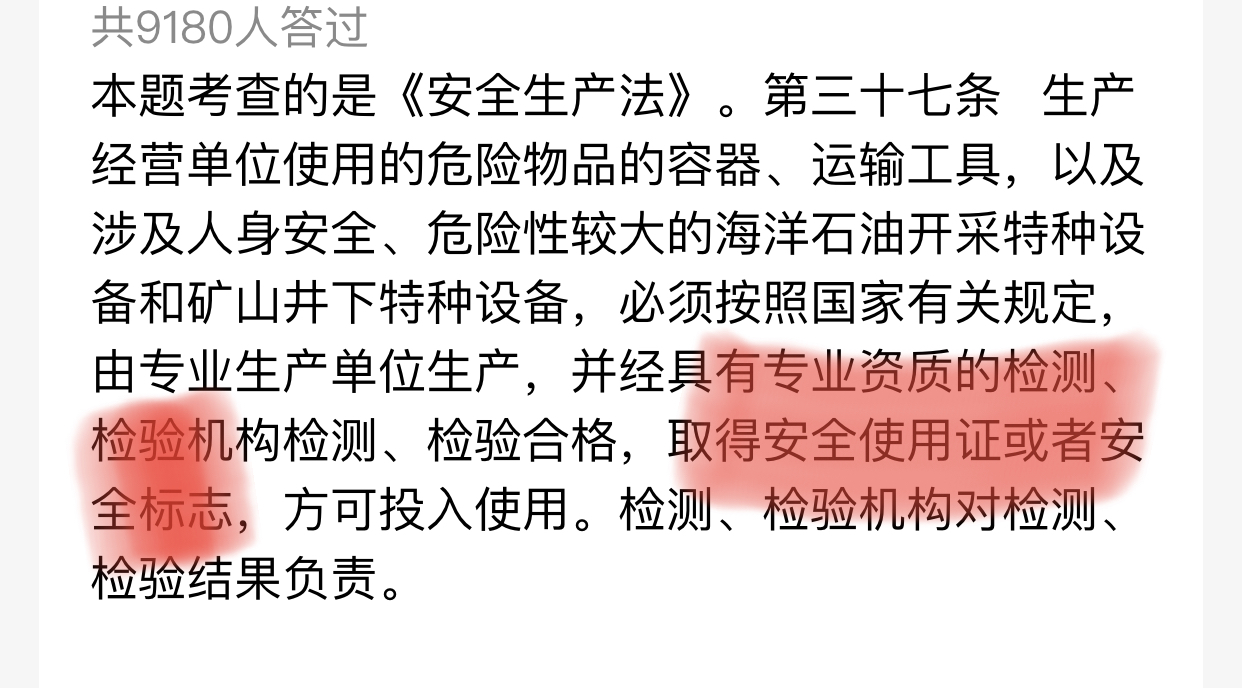 共9180人答过
本题考查的是《安全生产法》。第三十七条 生产
经营单位使用的危险物品的容器、运输工具，以及
涉及人身安全、危险性较大的海洋石油开采特种设
备和矿山井下特种设备，必须按照国家有关规定，
由专业生产单位生产，并经具有专业资质的检测、
检验机构检测、检验合格，取得安全使用证或者安
全标志，方可投入使用。检测、检验机构对检测、
检验结果负责。